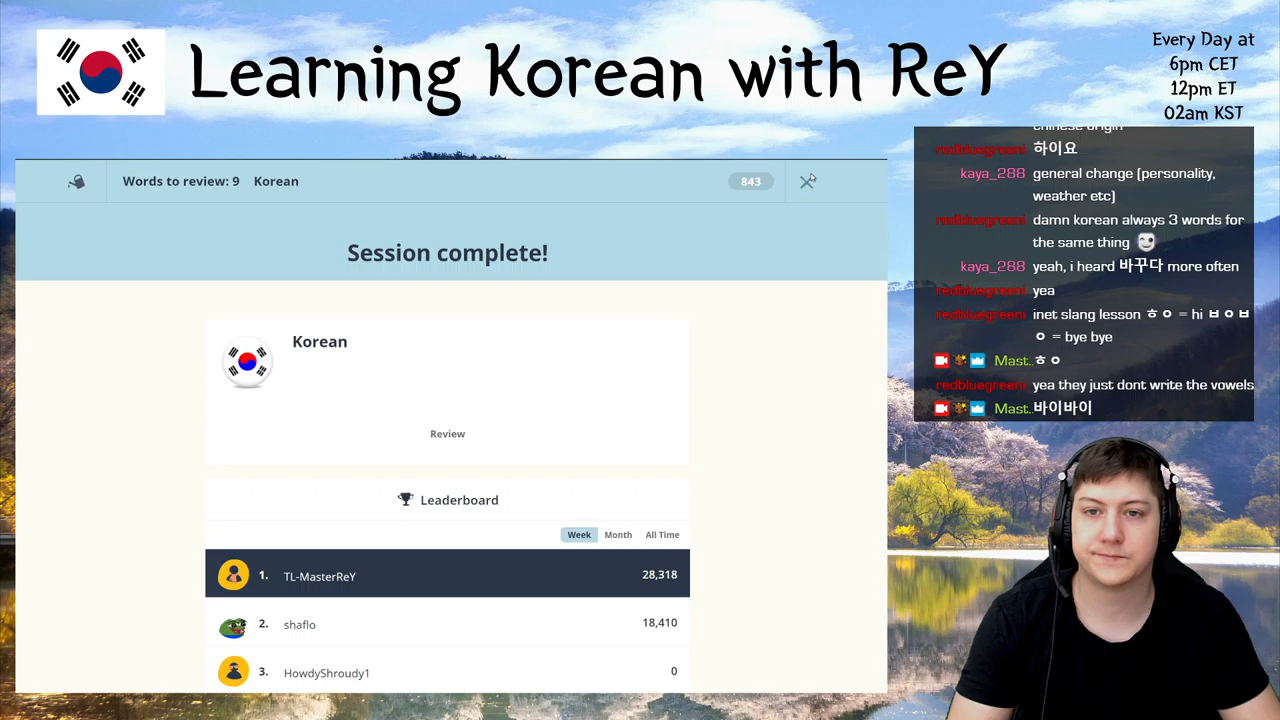 Learning Korean with ReY
Every Day at
6pm CET
12pm ET
02am KST
Words to review: 9 Korean
843
Session complete!
Korean
Review
Leaderboard
Week Month All Time
1. TL-MasterReY 28,318
2. shaflo 18,410
3. HowdyShroudy1 0
chinese origin
하이요
kaya_288 general change (personality,
weather etc)
damn korean always 3 words for
the same thing
kaya_288 yeah, i heard 바꾸다 more often
yea
inet slang lesson ㅎㅇ = hi ㅂㅇㅂ
ㅇ = bye bye
Mast.. ㅎㅇ
yea they just dont write the vowels
Mast.. 바이바이